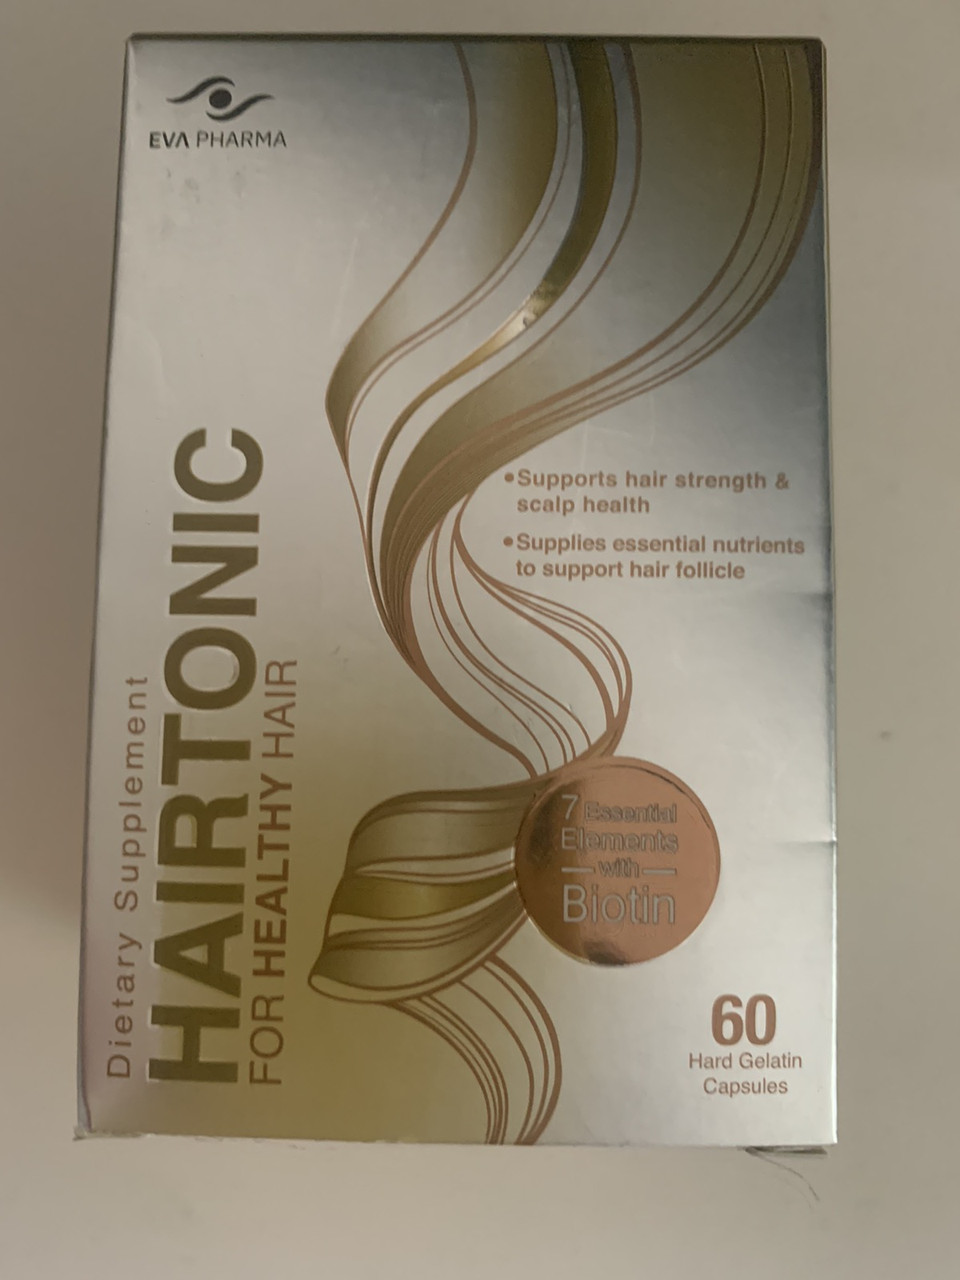 EVA PHARMA
Dietary Supplement
HAIRTONIC
FOR HEALTHY HAIR
•Supports hair strength &
scalp health
•Supplies essential nutrients
to support hair follicle
7 Essential
Elements
with
Biotin
60
Hard Gelatin
Capsules